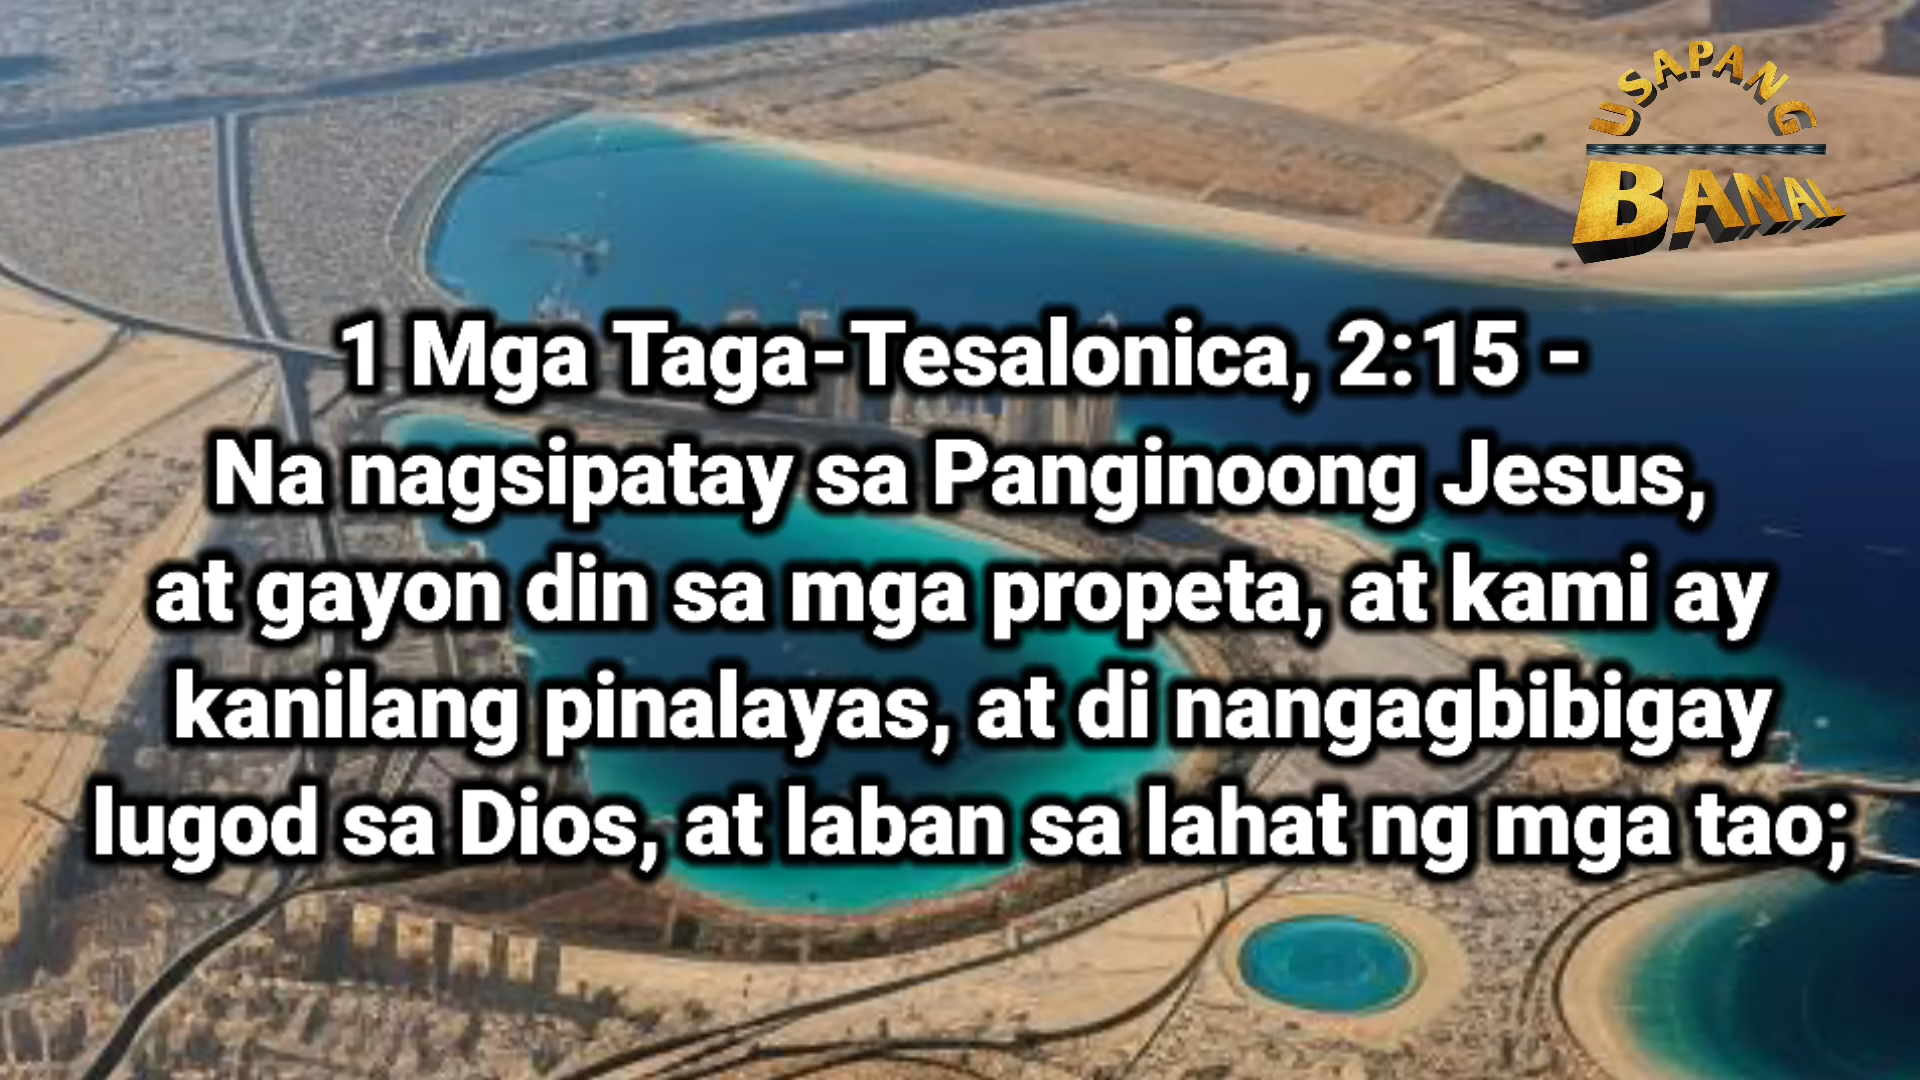 USAPANG
BANAL
1 Mga Taga-Tesalonica, 2:15 -
Na nagsipatay sa Panginoong Jesus,
at gayon din sa mga propeta, at kami ay
kanilang pinalayas, at di nangagbibigay
lugod sa Dios, at laban sa lahat ng mga tao;